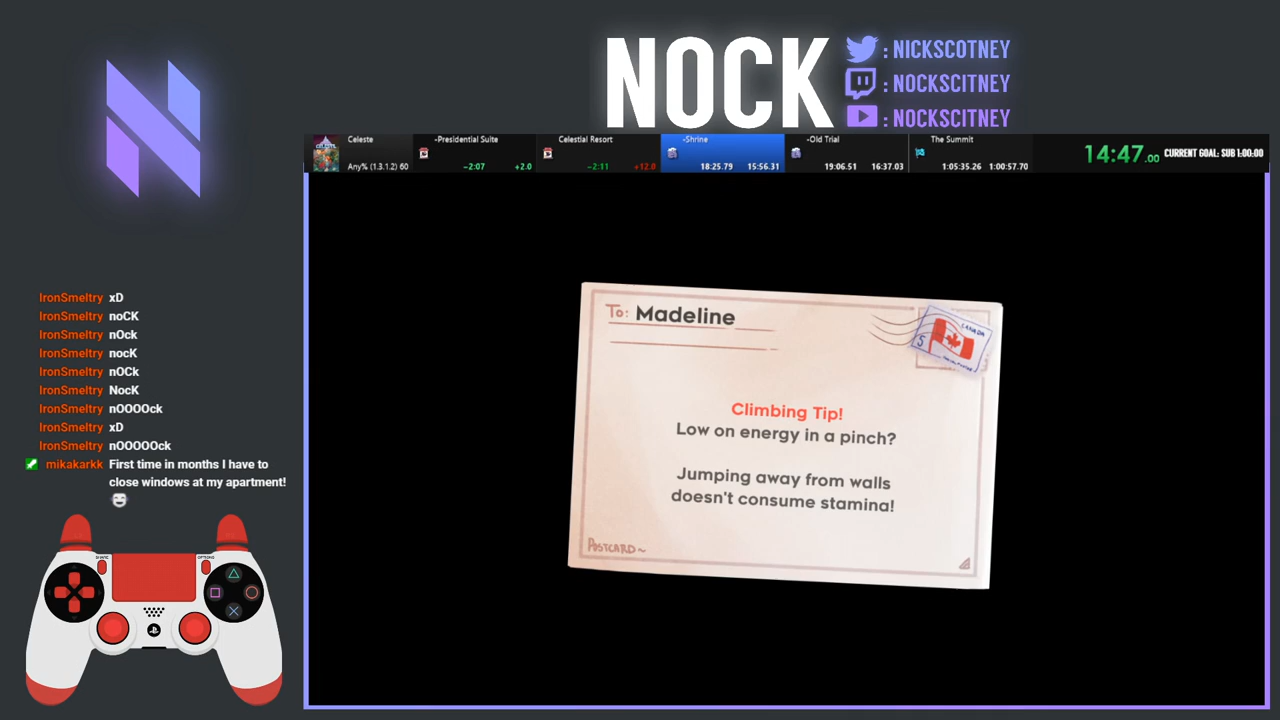 NOCK
: NICKSCOTNEY
: NOCKSCITNEY
: NOCKSCITNEY
Celeste
Any% (1.3.1.2) 60
-Presidential Suite
−2:07 +2.0
Celestial Resort
−2:11 +12.0
-Shrine
18:25.79 15:56.31
-Old Trial
19:06.51 16:37.03
The Summit
1:05:35.26 1:00:57.70
14:47.00
CURRENT GOAL: SUB 1:00:00
To: Madeline
CANADA
5
Climbing Tip!
Low on energy in a pinch?
Jumping away from walls
doesn't consume stamina!
POSTCARD~
IronSmeltry xD
IronSmeltry noCK
IronSmeltry nOck
IronSmeltry nocK
IronSmeltry nOCk
IronSmeltry NocK
IronSmeltry nOOOOck
IronSmeltry xD
IronSmeltry nOOOOOck
mikakarkk First time in months I have to
close windows at my apartment!
SHARE
OPTIONS